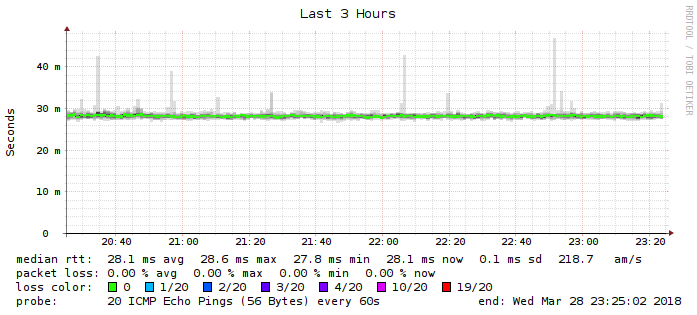 Last 3 Hours
RRDTOOL / TOBI OETIKER
Seconds
40 m
30 m
20 m
10 m
0
20:40 21:00 21:20 21:40 22:00 22:20 22:40 23:00 23:20
median rtt: 28.1 ms avg 28.6 ms max 27.8 ms min 28.1 ms now 0.1 ms sd 218.7 am/s
packet loss: 0.00 % avg 0.00 % max 0.00 % min 0.00 % now
loss color: 0 1/20 2/20 3/20 4/20 10/20 19/20
probe: 20 ICMP Echo Pings (56 Bytes) every 60s end: Wed Mar 28 23:25:02 2018